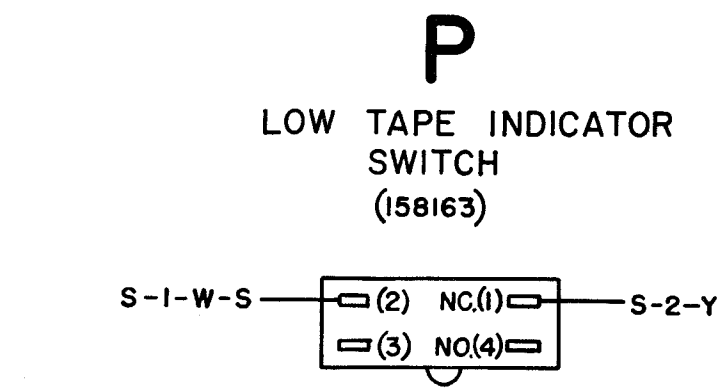 P
LOW TAPE INDICATOR
SWITCH
(158163)
S-1-W-S (2) NC.(1) S-2-Y
(3) NO.(4)